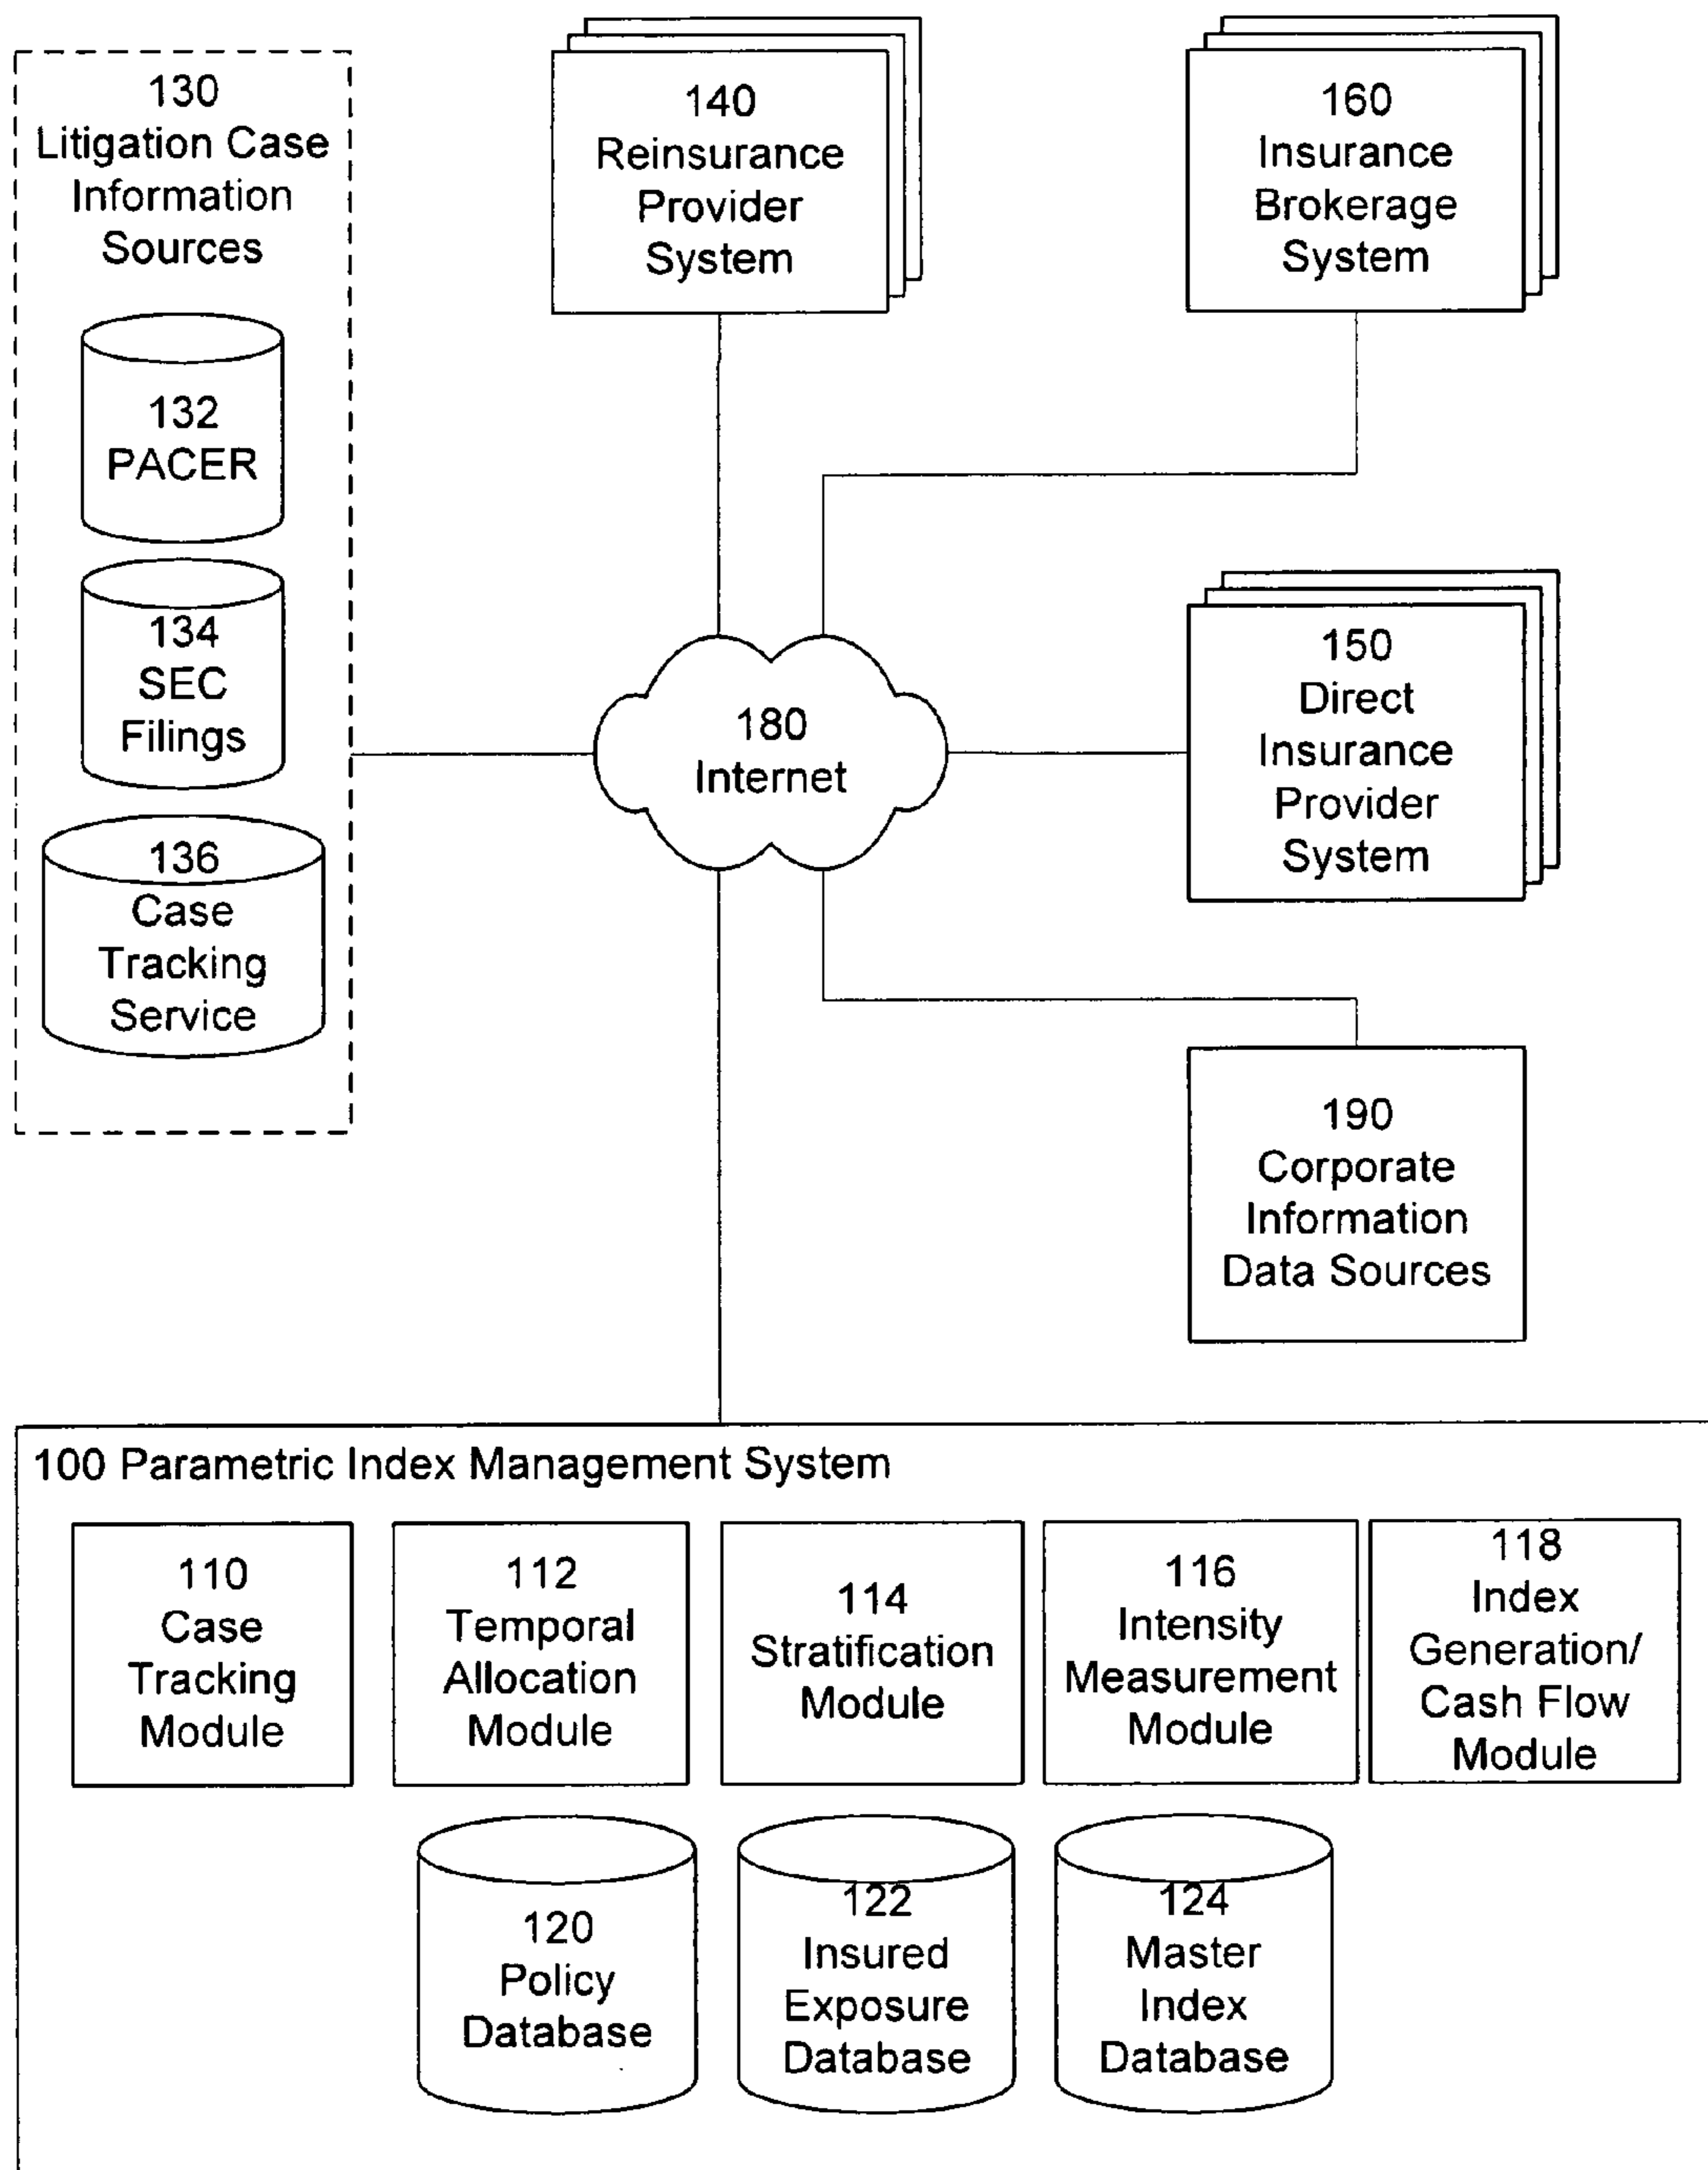 130
Litigation Case
Information
Sources
132
PACER
134
SEC
Filings
136
Case
Tracking
Service
140
Reinsurance
Provider
System
160
Insurance
Brokerage
System
180
Internet
150
Direct
Insurance
Provider
System
190
Corporate
Information
Data Sources
100 Parametric Index Management System
110
Case
Tracking
Module
112
Temporal
Allocation
Module
114
Stratification
Module
116
Intensity
Measurement
Module
118
Index
Generation/
Cash Flow
Module
120
Policy
Database
122
Insured
Exposure
Database
124
Master
Index
Database